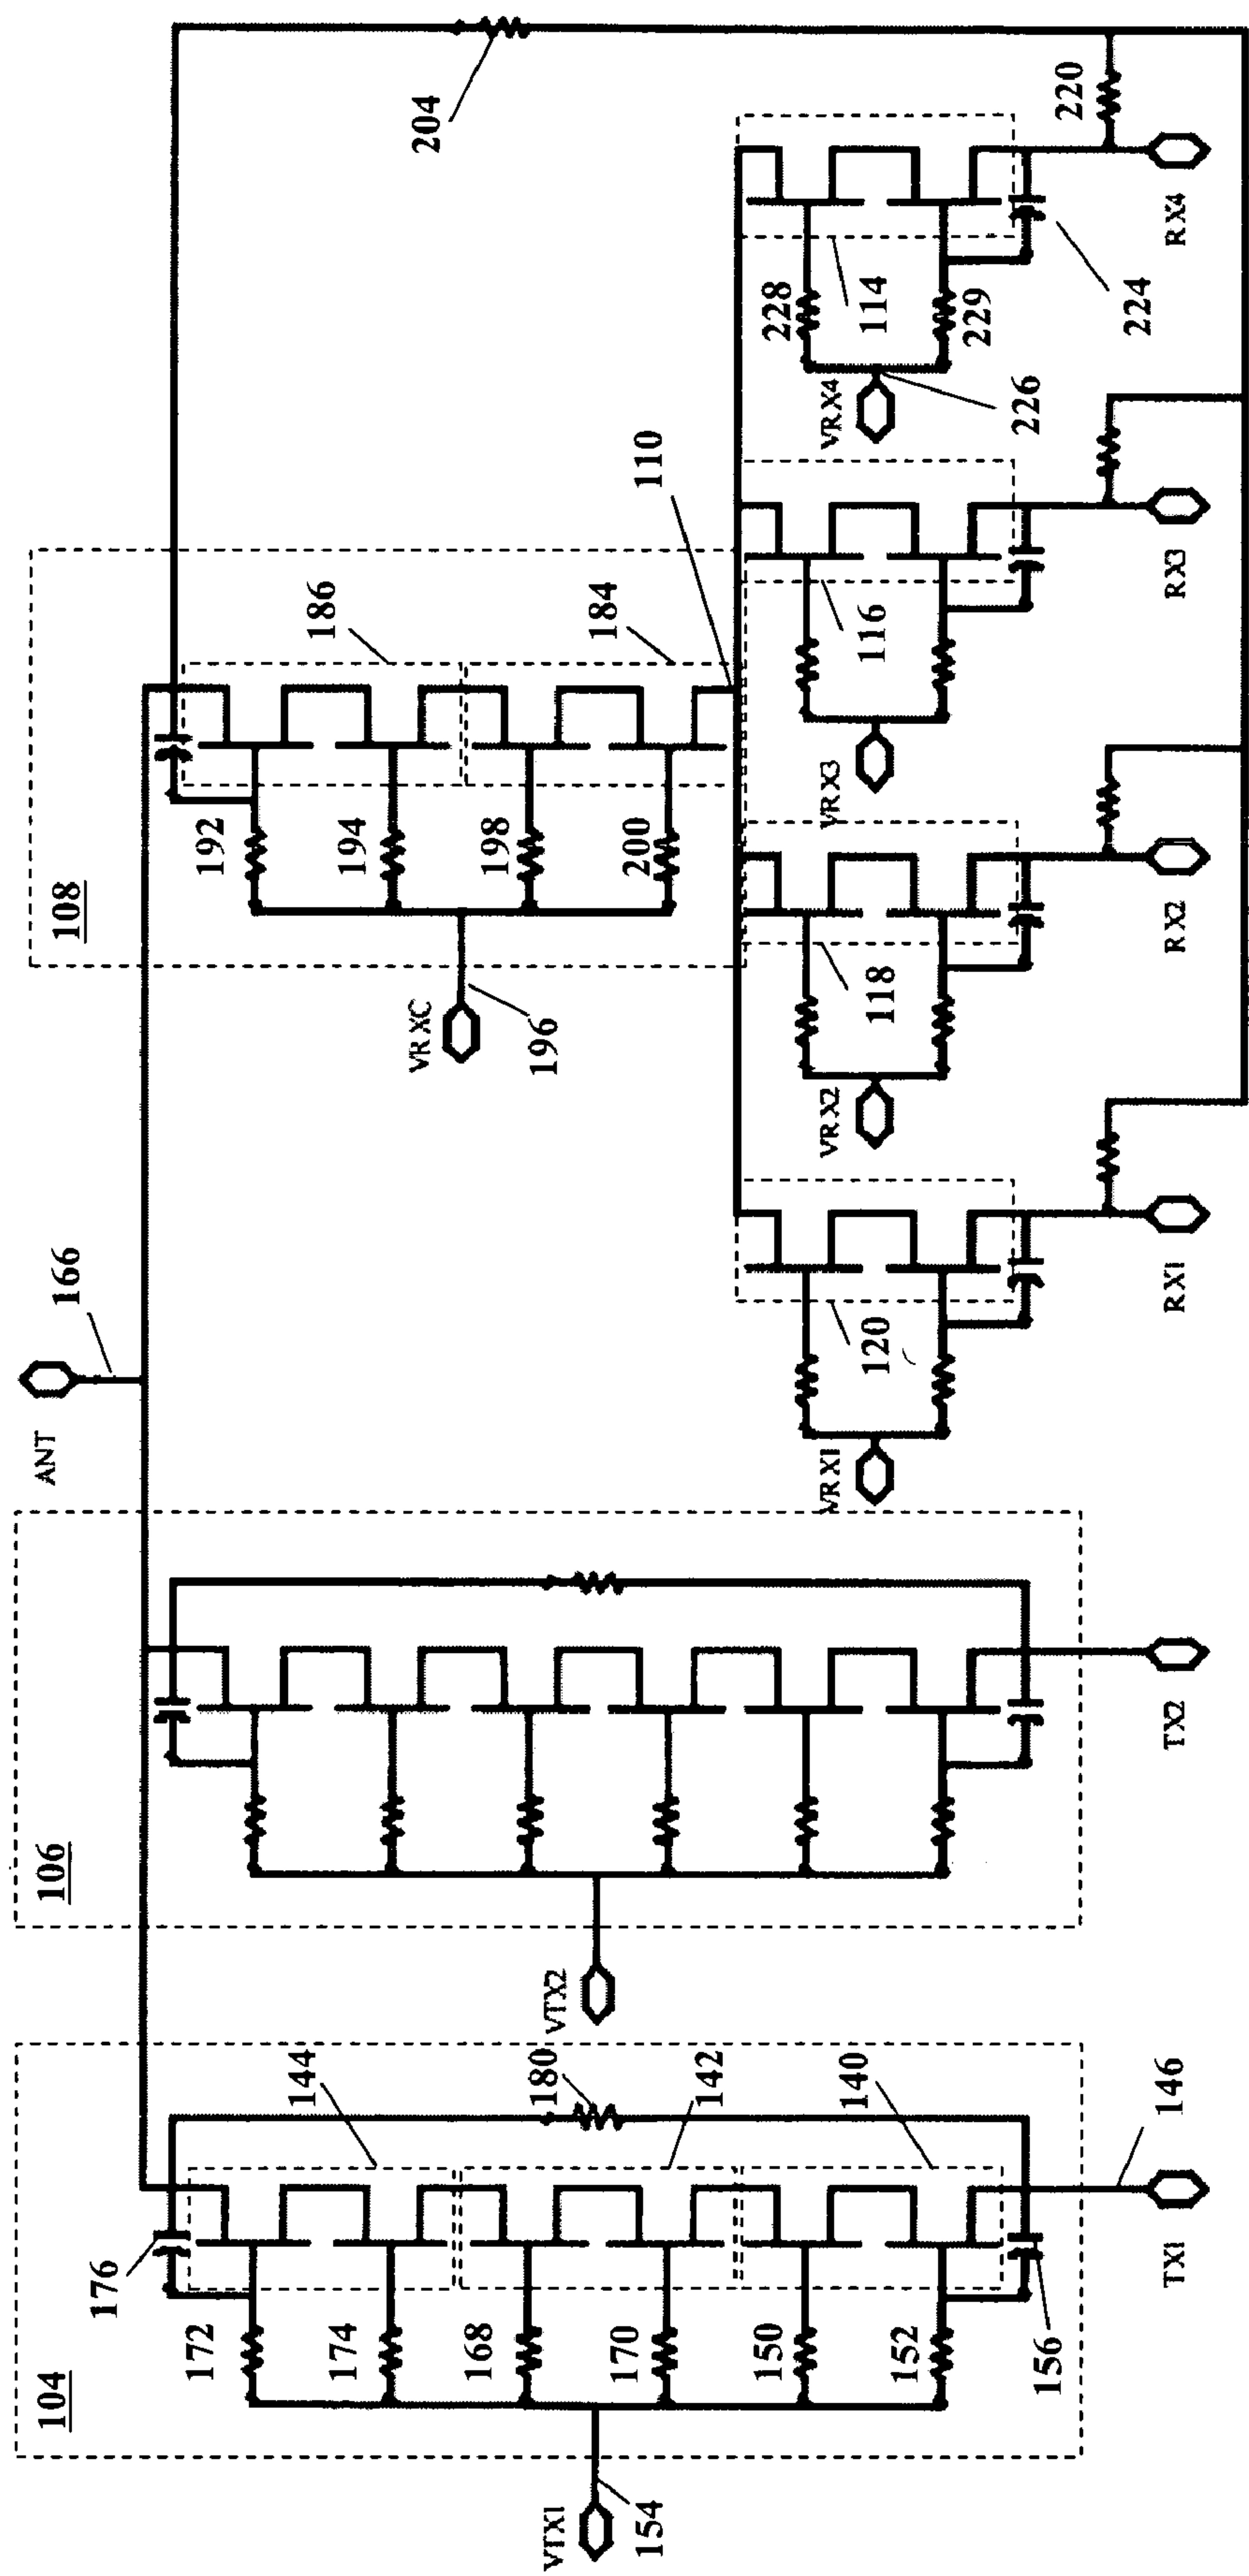 104
106
ANT
108
166
176
172
192
144
186
204
174
194
VRXC
168
198
180
196
VTX1
VTX2
184
154
170
200
110
142
228
114
150
VRX1
VRX2
VRX3
VRX4
140
120
118
116
152
229
226
156
220
224
146
TX1
TX2
RX1
RX2
RX3
RX4